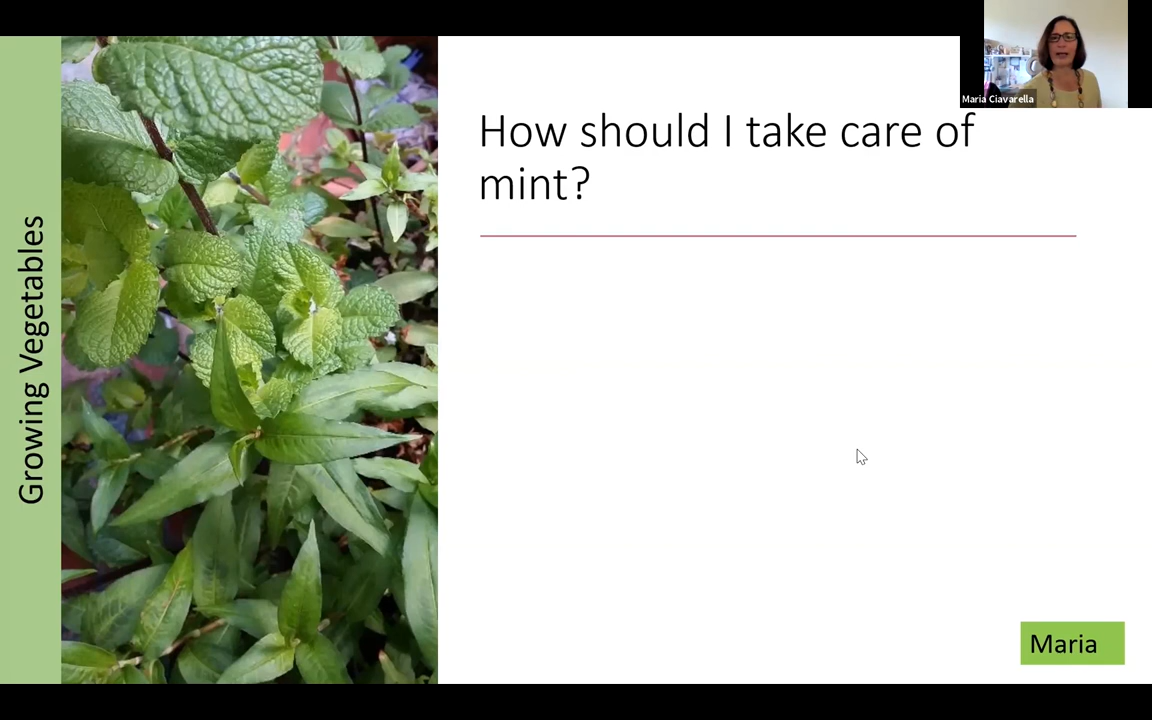 Maria Ciavarella
How should I take care of
mint?
Growing Vegetables
Maria